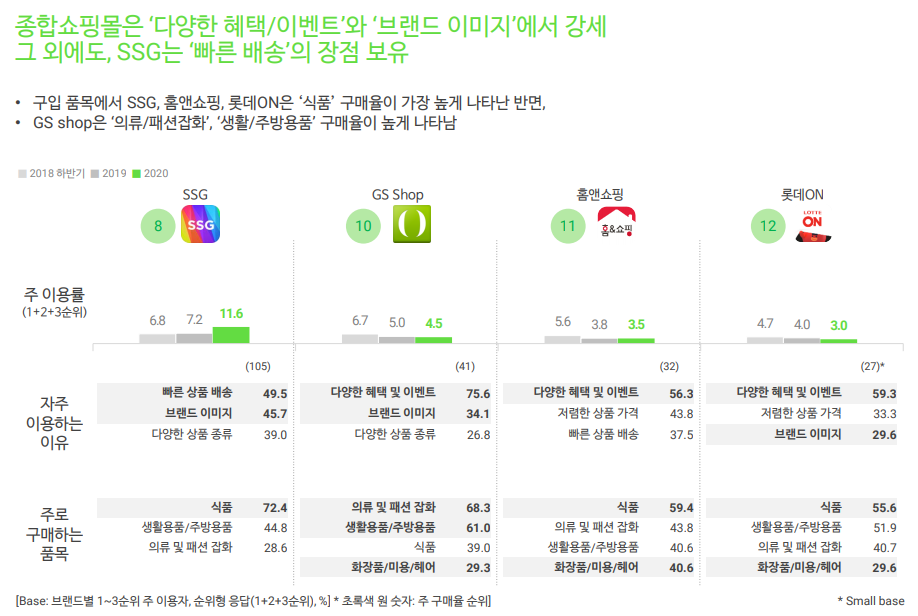 종합쇼핑몰은 ‘다양한 혜택/이벤트’와 ‘브랜드 이미지’에서 강세
그 외에도, SSG는 ‘빠른 배송’의 장점 보유
• 구입 품목에서 SSG, 홈앤쇼핑, 롯데ON은 ‘식품’ 구매율이 가장 높게 나타난 반면,
• GS shop은 ‘의류/패션잡화’, ‘생활/주방용품’ 구매율이 높게 나타남
2018 하반기 2019 2020
SSG GS Shop 홈앤쇼핑 롯데ON
8 SSG 10 11 홈&쇼핑 12 LOTTE ON
주 이용률
(1+2+3순위)
6.8 7.2 11.6 6.7 5.0 4.5 5.6 3.8 3.5 4.7 4.0 3.0
(105) (41) (32) (27)*
자주
이용하는
이유
빠른 상품 배송 49.5 다양한 혜택 및 이벤트 75.6 다양한 혜택 및 이벤트 56.3 다양한 혜택 및 이벤트 59.3
브랜드 이미지 45.7 브랜드 이미지 34.1 저렴한 상품 가격 43.8 저렴한 상품 가격 33.3
다양한 상품 종류 39.0 다양한 상품 종류 26.8 빠른 상품 배송 37.5 브랜드 이미지 29.6
주로
구매하는
품목
식품 72.4 의류 및 패션 잡화 68.3 식품 59.4 식품 55.6
생활용품/주방용품 44.8 생활용품/주방용품 61.0 의류 및 패션 잡화 43.8 생활용품/주방용품 51.9
의류 및 패션 잡화 28.6 식품 39.0 생활용품/주방용품 40.6 의류 및 패션 잡화 40.7
화장품/미용/헤어 29.3 화장품/미용/헤어 40.6 화장품/미용/헤어 29.6
[Base: 브랜드별 1~3순위 주 이용자, 순위형 응답(1+2+3순위), %] * 초록색 원 숫자: 주 구매율 순위]
* Small base